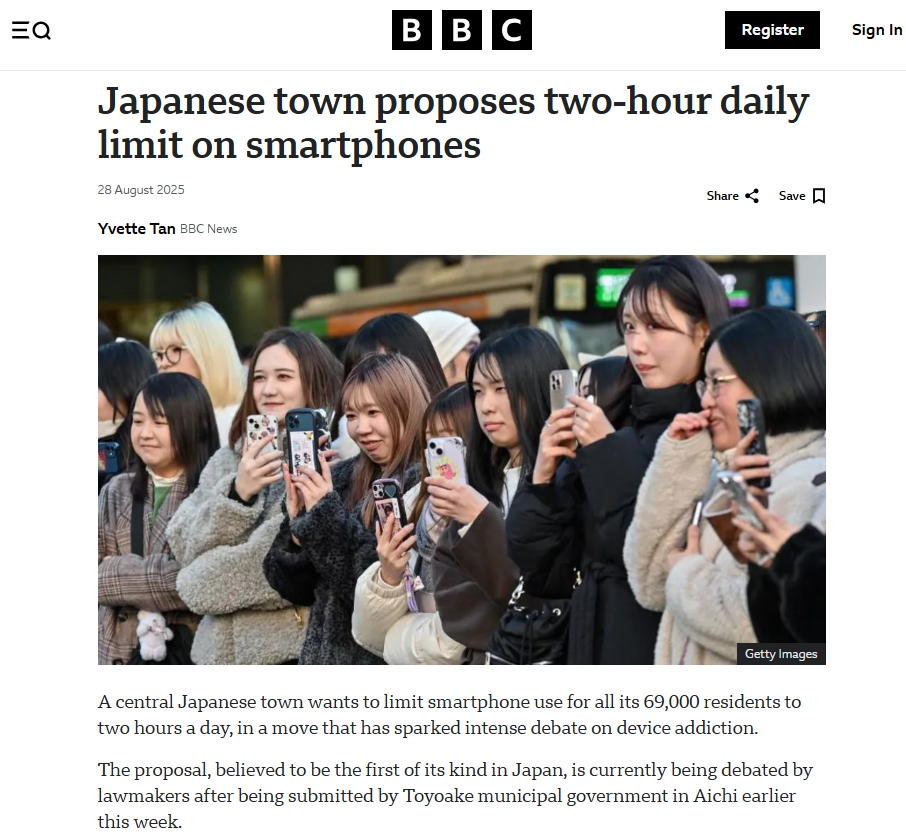 BBC
Register
Sign In
Japanese town proposes two-hour daily
limit on smartphones
28 August 2025
Share
Save
Yvette Tan BBC News
Getty Images
A central Japanese town wants to limit smartphone use for all its 69,000 residents to
two hours a day, in a move that has sparked intense debate on device addiction.
The proposal, believed to be the first of its kind in Japan, is currently being debated by
lawmakers after being submitted by Toyoake municipal government in Aichi earlier
this week.